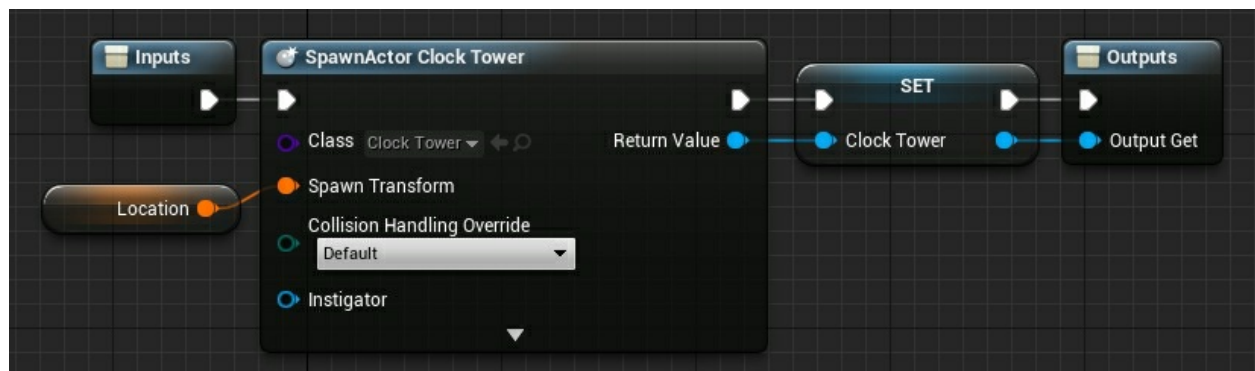 Inputs
SpawnActor Clock Tower
Class Clock Tower
Return Value
Spawn Transform
Location
Collision Handling Override
Default
Instigator
SET
Clock Tower
Outputs
Output Get